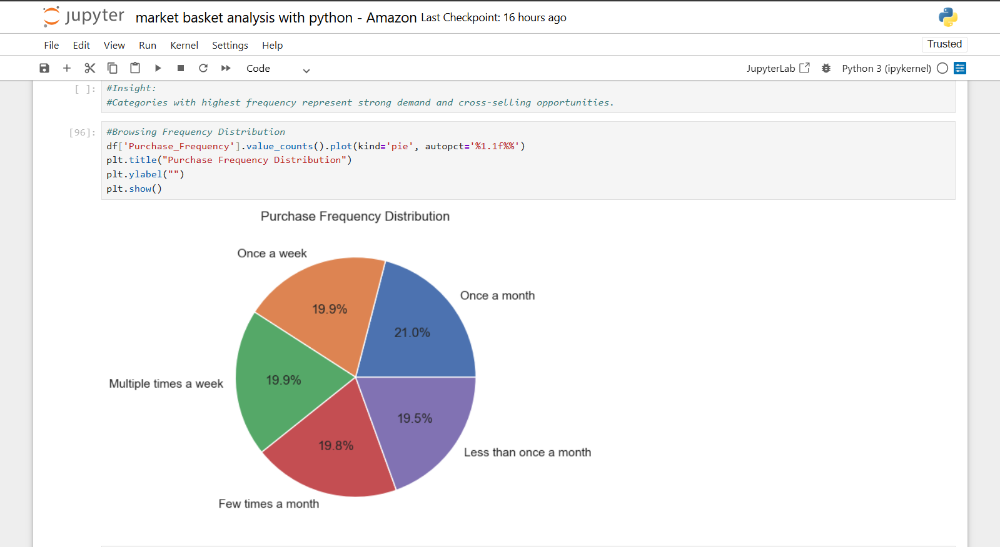 jupyter market basket analysis with python - Amazon Last Checkpoint: 16 hours ago
File Edit View Run Kernel Settings Help Trusted
Code JupyterLab Python 3 (ipykernel)
[ ]: #Insight:
#Categories with highest frequency represent strong demand and cross-selling opportunities.
[96]: #Browsing Frequency Distribution
df['Purchase_Frequency'].value_counts().plot(kind='pie', autopct='%1.1f%%')
plt.title("Purchase Frequency Distribution")
plt.ylabel("")
plt.show()
Purchase Frequency Distribution
Once a week
Once a month
19.9%
21.0%
Multiple times a week
19.9%
19.5%
19.8%
Less than once a month
Few times a month